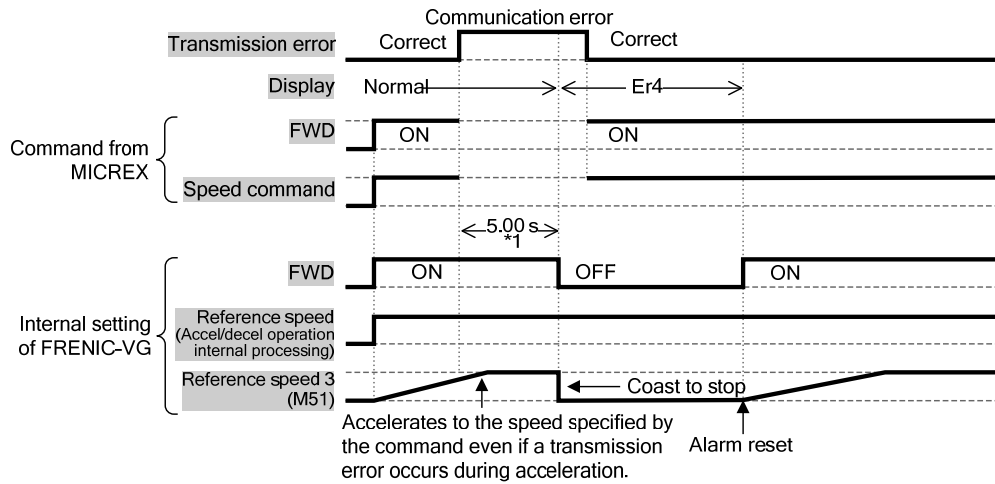 Communication error
Transmission error
Correct
Correct
Display
Normal
Er4
Command from
MICREX
FWD
ON
ON
Speed command
5.00 s
*1
Internal setting
of FRENIC-VG
FWD
ON
OFF
ON
Reference speed
(Accel/decel operation
internal processing)
Reference speed 3
(M51)
Coast to stop
Accelerates to the speed specified by
the command even if a transmission
error occurs during acceleration.
Alarm reset